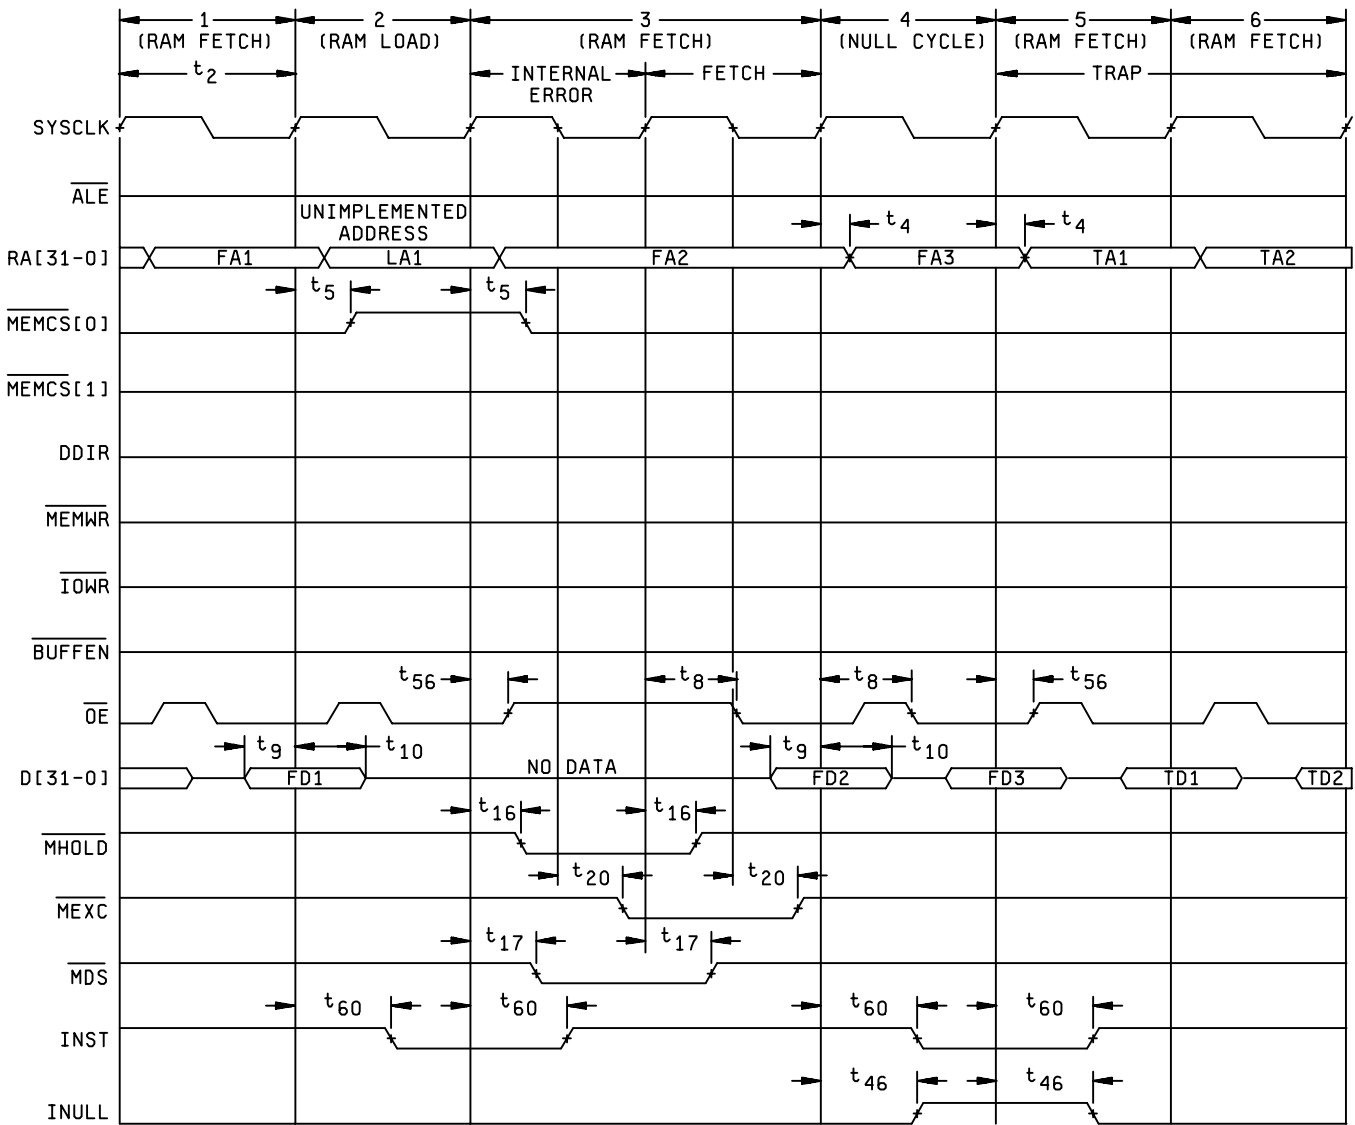 1 2 3 4 5 6
(RAM FETCH) (RAM LOAD) (RAM FETCH) (NULL CYCLE) (RAM FETCH) (RAM FETCH)
t2 INTERNAL ERROR FETCH TRAP
SYSCLK
ALE
UNIMPLEMENTED
ADDRESS
t4 t4
RA[31-0] FA1 LA1 FA2 FA3 TA1 TA2
t5 t5
MEMCS[0]
MEMCS[1]
DDIR
MEMWR
IOWR
BUFFEN
t56 t8 t8 t56
OE
t9 t10 t9 t10
D[31-0] FD1 NO DATA FD2 FD3 TD1 TD2
t16 t16
MHOLD
t20 t20
MEXC
t17 t17
MDS
t60 t60 t60 t60
INST
t46 t46
INULL